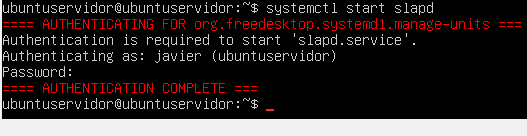 ubuntuservidor@ubuntuservidor:~$ systemctl start slapd
==== AUTHENTICATING FOR org.freedesktop.systemd1.manage-units ===
Authentication is required to start 'slapd.service'.
Authenticating as: javier (ubuntuservidor)
Password:
==== AUTHENTICATION COMPLETE ===
ubuntuservidor@ubuntuservidor:~$ _